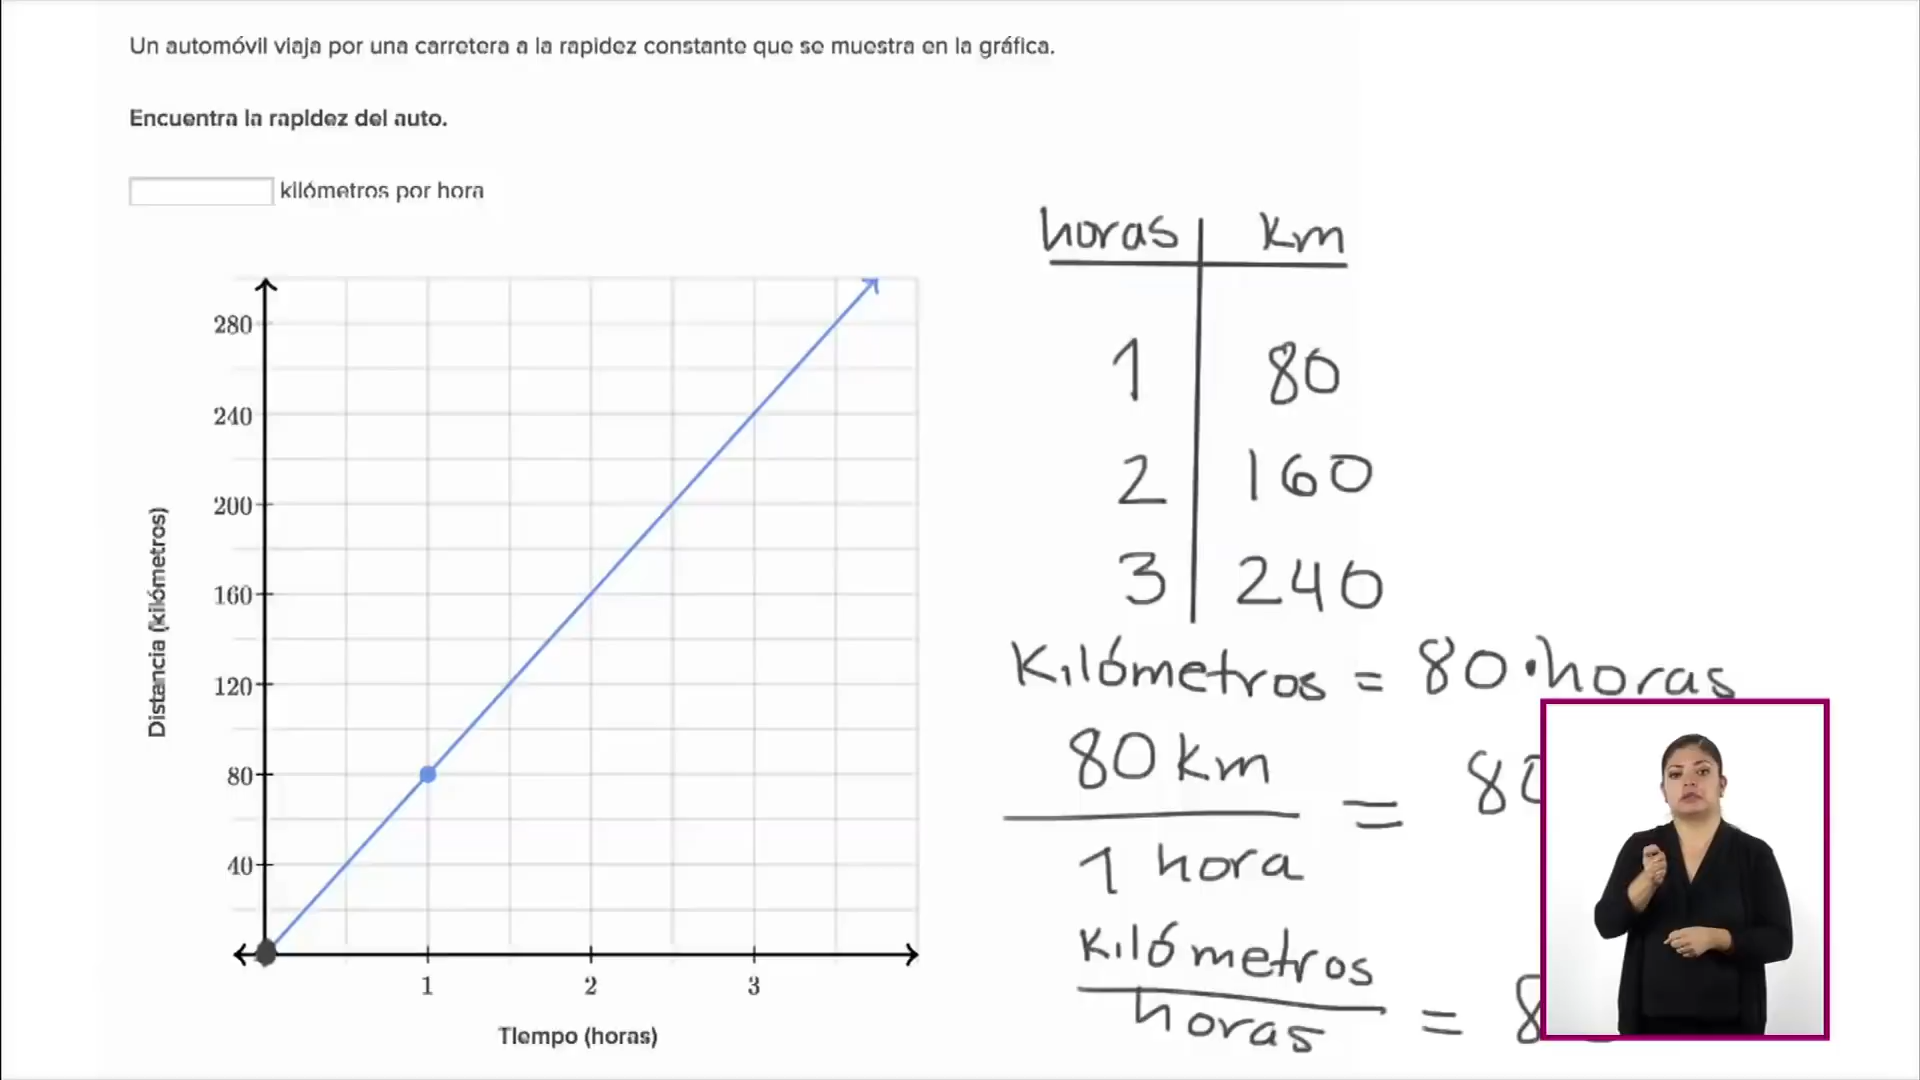 Un automóvil viaja por una carretera a la rapidez constante que se muestra en la gráfica.
Encuentra la rapidez del auto.
kilómetros por hora
280
240
200
160
120
80
40
1 2 3
Distancia (kilómetros)
Tiempo (horas)
horas km
1 80
2 160
3 240
Kilómetros = 80 · horas
80 km
= 80
1 hora
kilómetros
horas
= 8